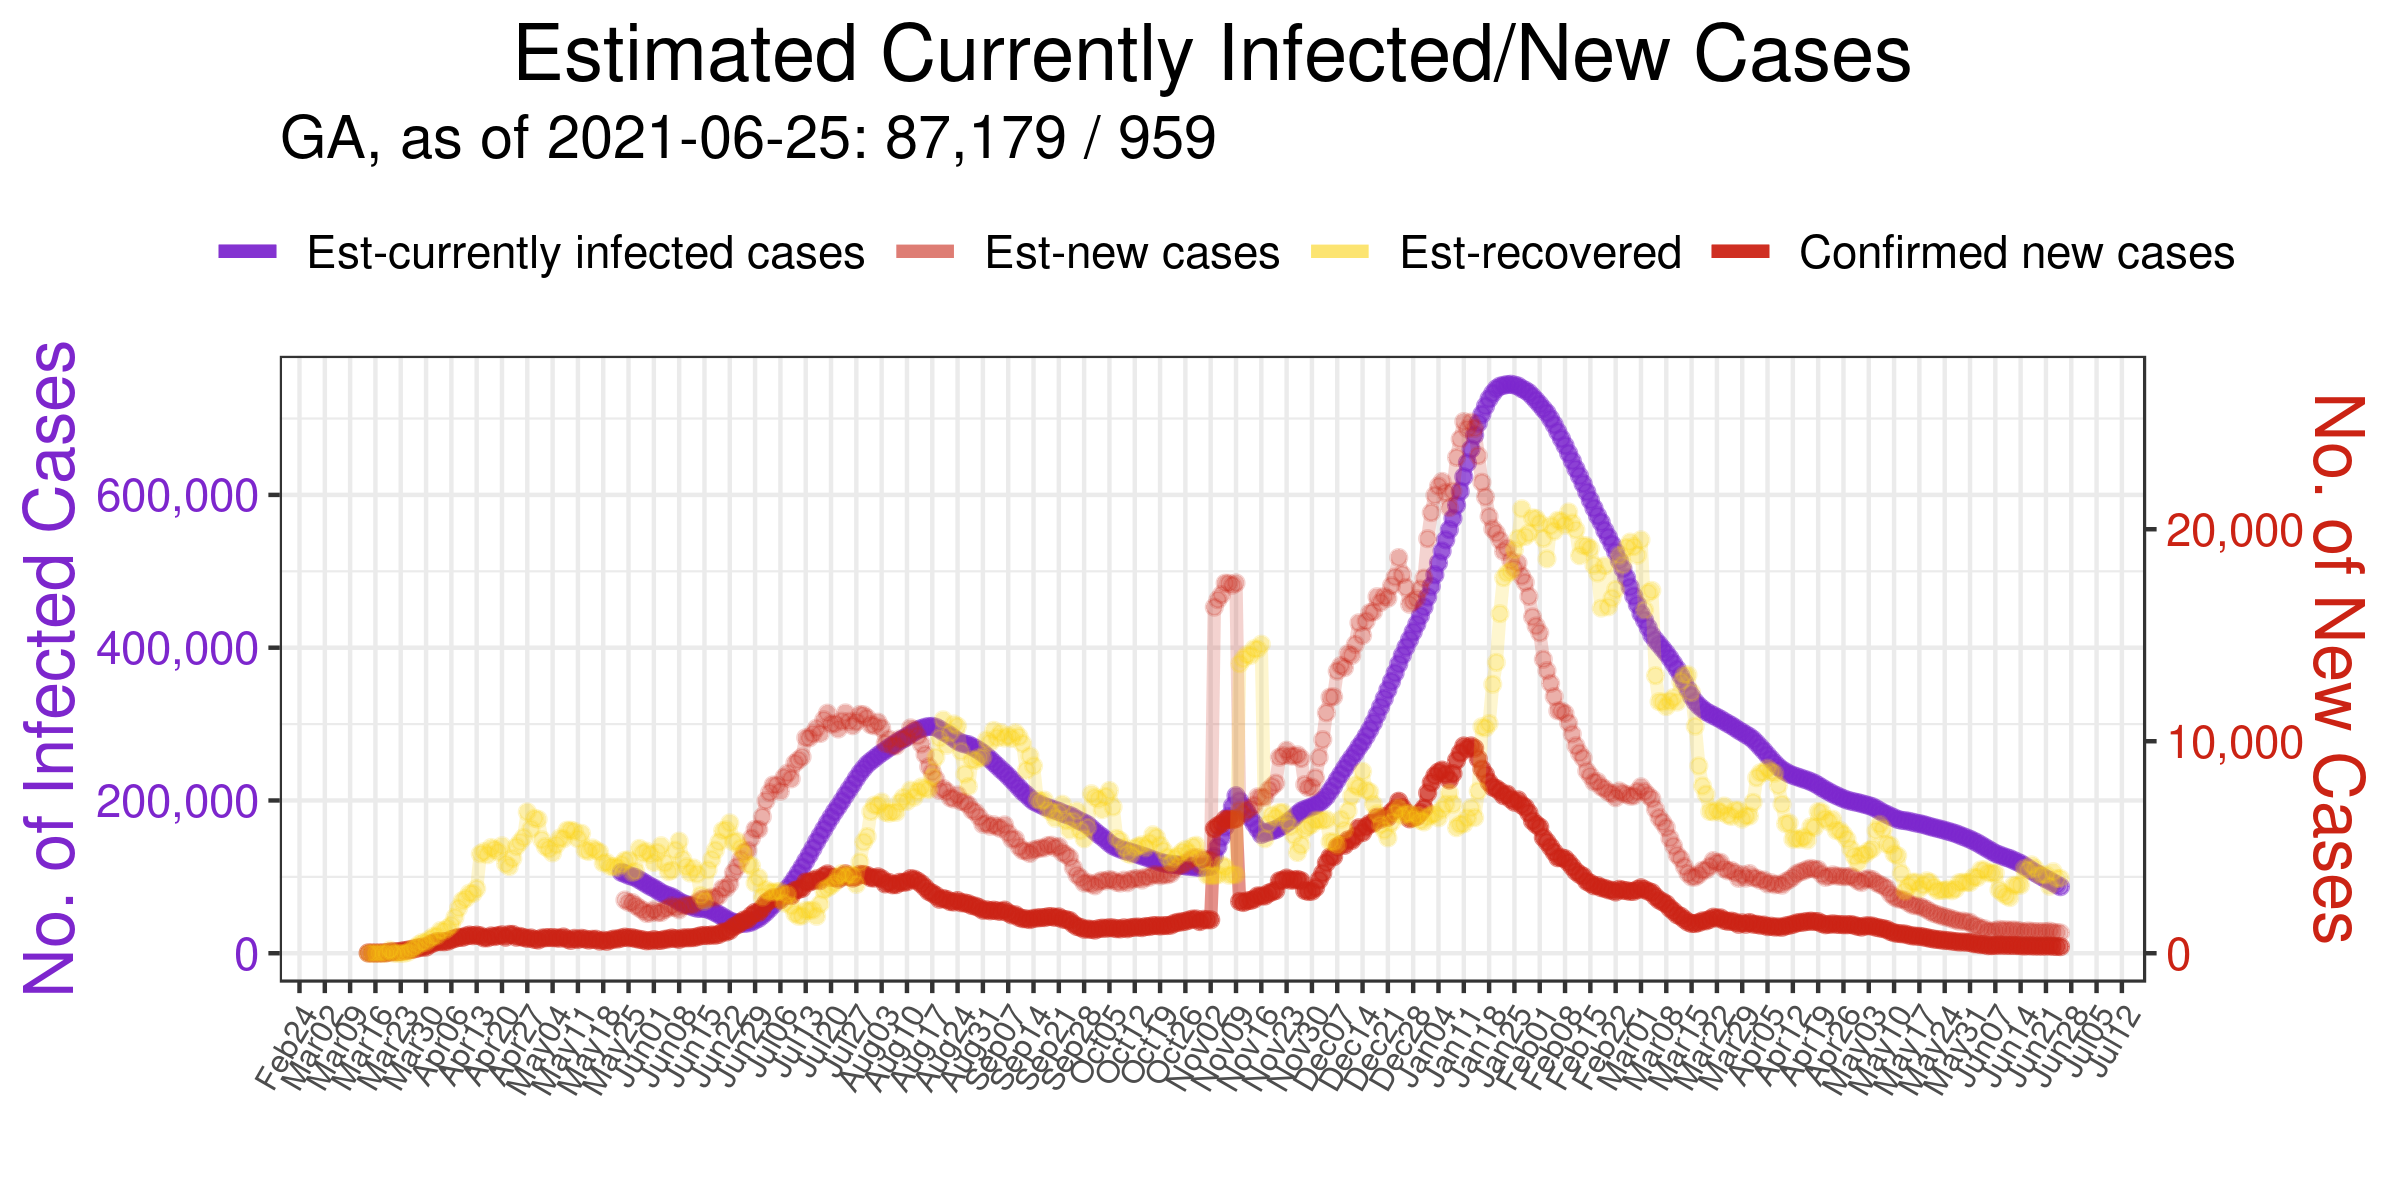 Estimated Currently Infected/New Cases
GA, as of 2021-06-25: 87,179 / 959
Est-currently infected cases Est-new cases Est-recovered Confirmed new cases
No. of Infected Cases
600,000
400,000
200,000
0
20,000
10,000
0
No. of New Cases
Feb24 Mar02 Mar09 Mar16 Mar23 Mar30 Apr06 Apr13 Apr20 Apr27 May04 May11 May18 May25 Jun01 Jun08 Jun15 Jun22 Jun29 Jul06 Jul13 Jul20 Jul27 Aug03 Aug10 Aug17 Aug24 Aug31 Sep07 Sep14 Sep21 Sep28 Oct05 Oct12 Oct19 Oct26 Nov02 Nov09 Nov16 Nov23 Nov30 Dec07 Dec14 Dec21 Dec28 Jan04 Jan11 Jan18 Jan25 Feb01 Feb08 Feb15 Feb22 Mar01 Mar08 Mar15 Mar22 Mar29 Apr05 Apr12 Apr19 Apr26 May03 May10 May17 May24 May31 Jun07 Jun14 Jun21 Jun28 Jul05 Jul12